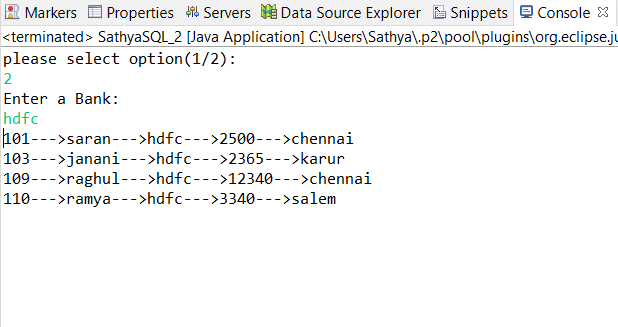 Markers Properties Servers Data Source Explorer Snippets Console
<terminated> SathyaSQL_2 [Java Application] C:\Users\Sathya\.p2\pool\plugins\org.eclipse.ju
please select option(1/2):
2
Enter a Bank:
hdfc
101--->saran--->hdfc--->2500--->chennai
103--->janani--->hdfc--->2365--->karur
109--->raghul--->hdfc--->12340--->chennai
110--->ramya--->hdfc--->3340--->salem